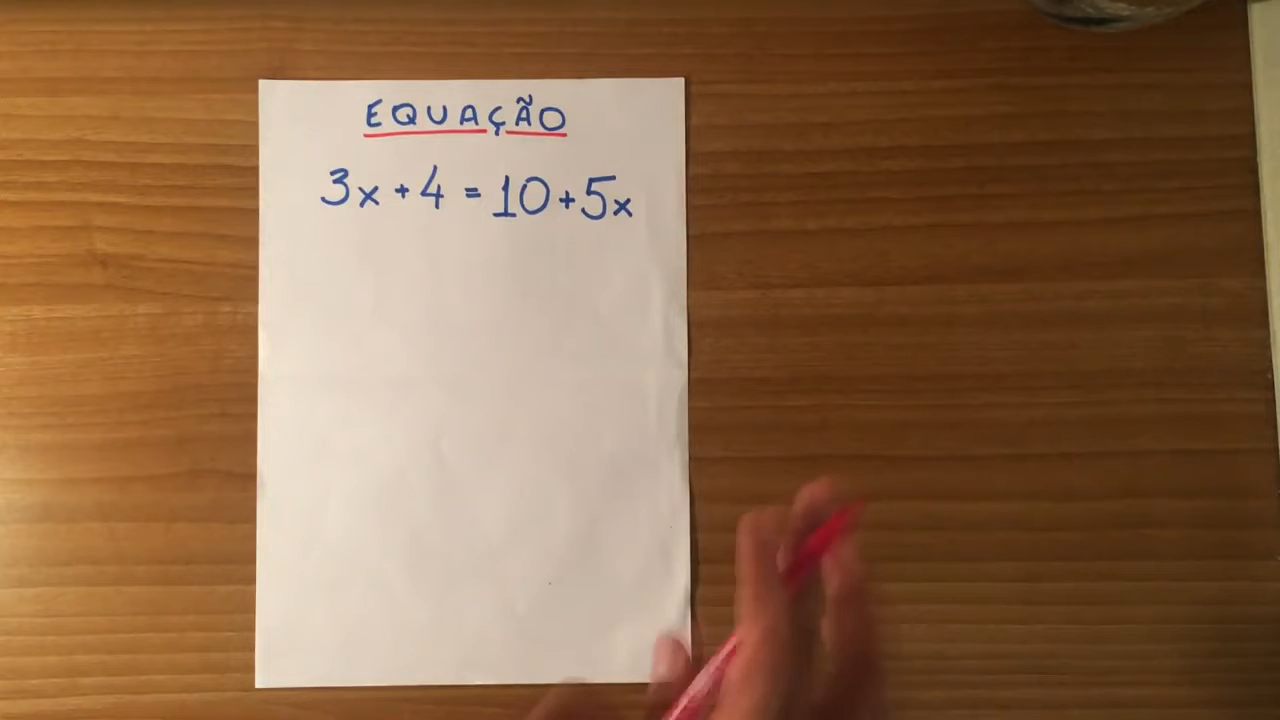 EQUAÇÃO
3x + 4 = 10 + 5x